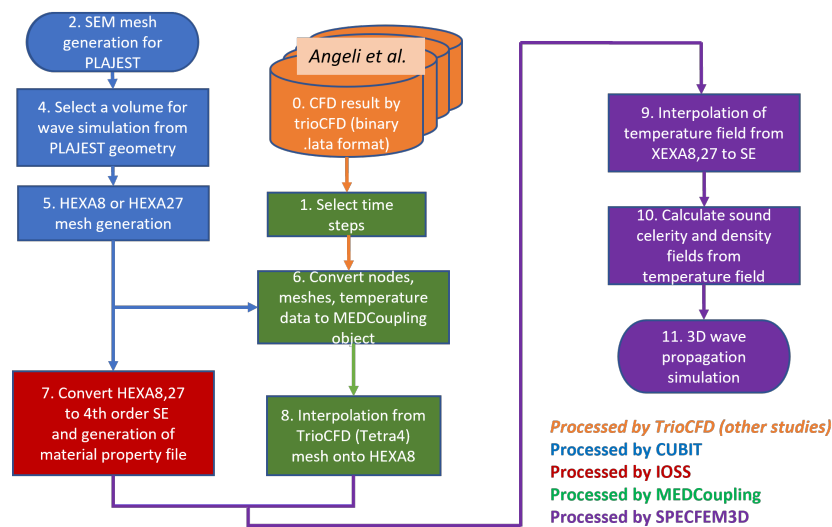 2. SEM mesh
generation for
PLAJEST
4. Select a volume for
wave simulation from
PLAJEST geometry
5. HEXA8 or HEXA27
mesh generation
7. Convert HEXA8,27
to 4th order SE
and generation of
material property file
Angeli et al.
0. CFD result by
trioCFD (binary
.lata format)
1. Select time
steps
6. Convert nodes,
meshes, temperature
data to MEDCoupling
object
8. Interpolation from
TrioCFD (Tetra4)
mesh onto HEXA8
9. Interpolation of
temperature field from
XEXA8,27 to SE
10. Calculate sound
celerity and density
fields from
temperature field
11. 3D wave
propagation
simulation
Processed by TrioCFD (other studies)
Processed by CUBIT
Processed by IOSS
Processed by MEDCoupling
Processed by SPECFEM3D